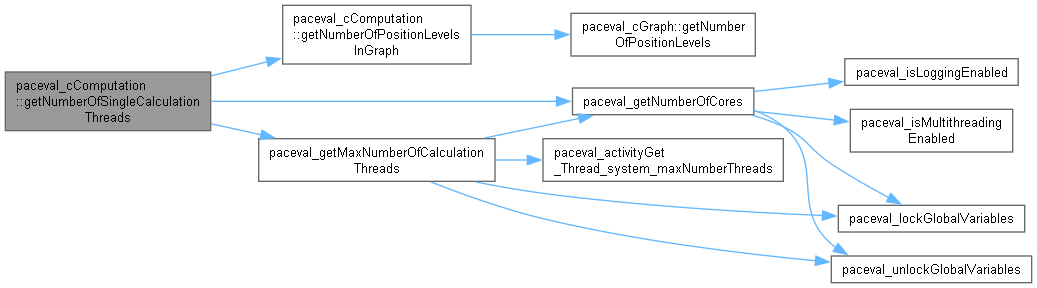 paceval_cComputation
::getNumberOfSingleCalculation
Threads
paceval_cComputation
::getNumberOfPositionLevels
InGraph
paceval_cGraph::getNumber
OfPositionLevels
paceval_getNumberOfCores
paceval_getMaxNumberOfCalculation
Threads
paceval_activityGet
_Thread_system_maxNumberThreads
paceval_isLoggingEnabled
paceval_isMultithreading
Enabled
paceval_lockGlobalVariables
paceval_unlockGlobalVariables